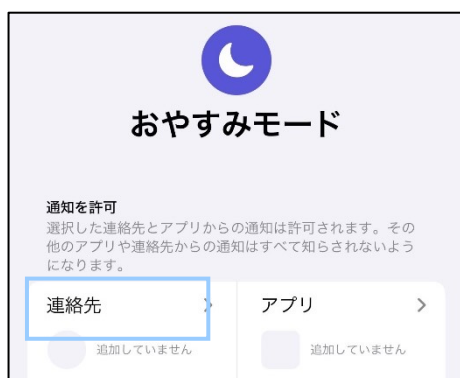 おやすみモード
通知を許可
選択した連絡先とアプリからの通知は許可されます。その
他のアプリや連絡先からの通知はすべて知らされないよう
になります。
連絡先 アプリ
追加していません 追加していません